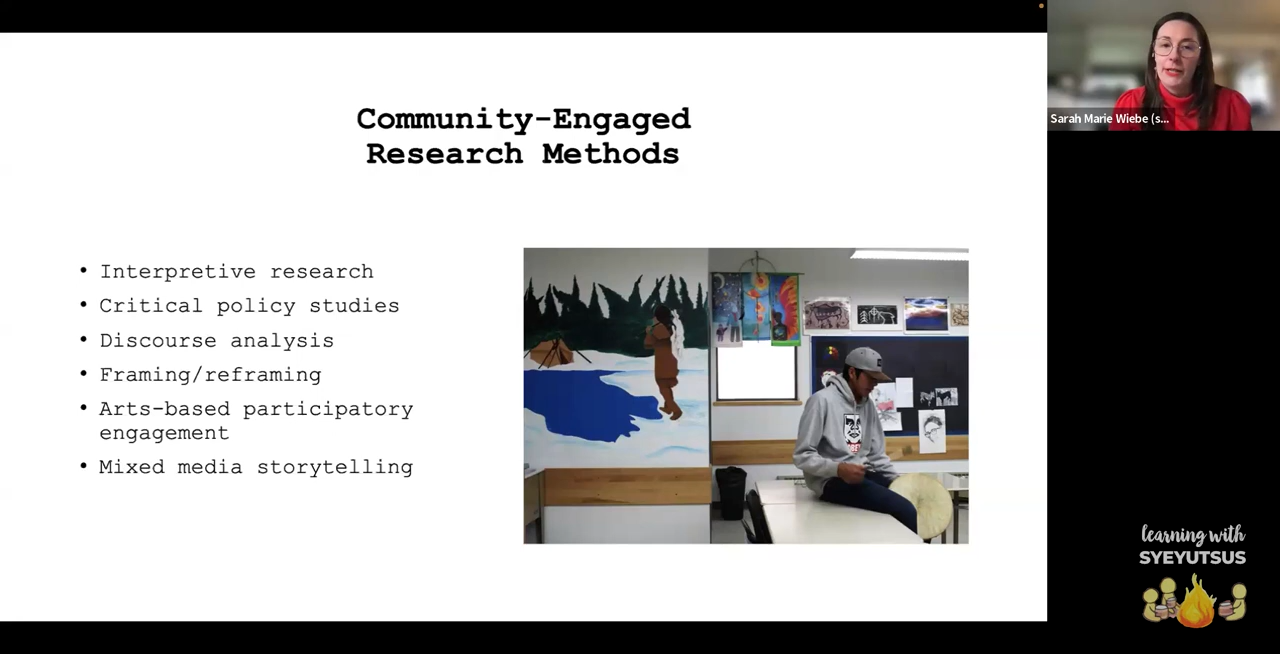 Community-Engaged
Research Methods
• Interpretive research
• Critical policy studies
• Discourse analysis
• Framing/reframing
• Arts-based participatory
engagement
• Mixed media storytelling
Sarah Marie Wiebe (s...
learning with
SYEYUTSUS